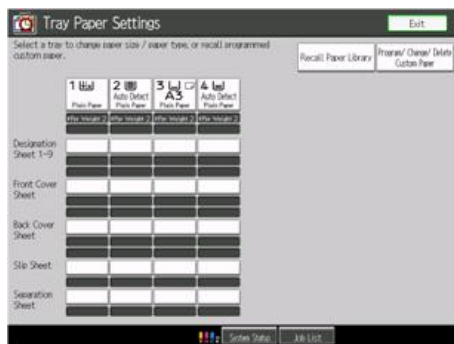 Tray Paper Settings
Exit
Select a tray to change paper size / paper type, or recall programmed
custom paper.
Recall Paper Library
Program/ Change/ Delete
Custom Paper
1
Plain Paper
2
Auto Detect
Plain Paper
3
A3
Plain Paper
4
Auto Detect
Plain Paper
Designation
Sheet 1-9
Front Cover
Sheet
Back Cover
Sheet
Slip Sheet
Separation
Sheet
System Status
Job List